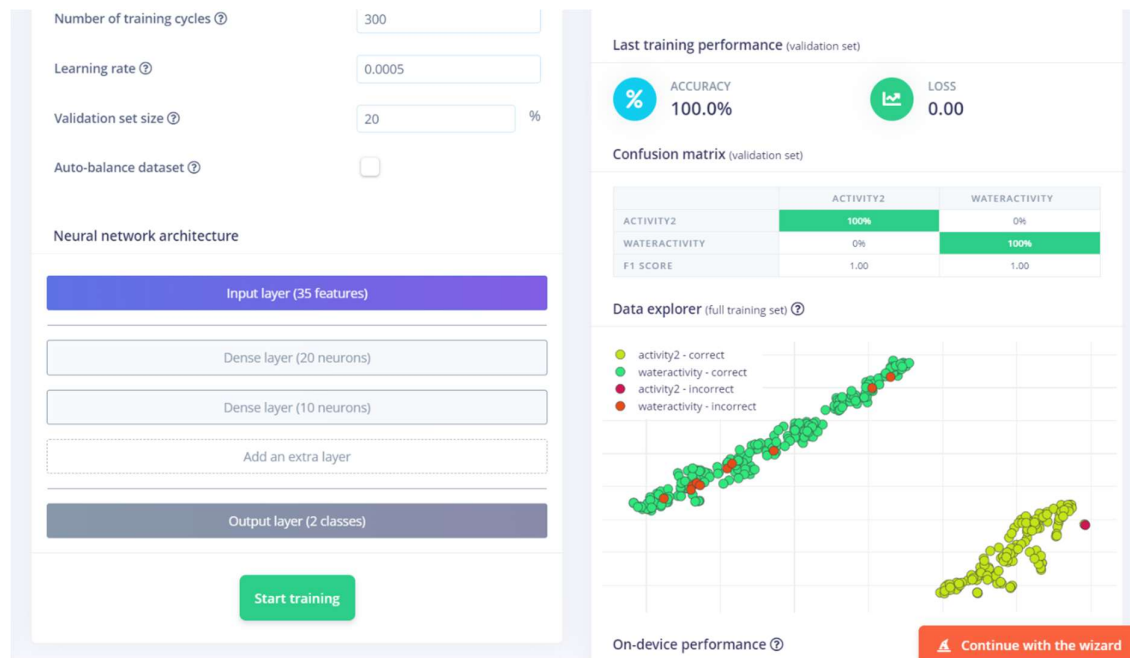 Number of training cycles
300
Learning rate
0.0005
Validation set size
20
%
Auto-balance dataset
Neural network architecture
Input layer (35 features)
Dense layer (20 neurons)
Dense layer (10 neurons)
Add an extra layer
Output layer (2 classes)
Start training
Last training performance (validation set)
%
ACCURACY
100.0%
LOSS
0.00
Confusion matrix (validation set)
ACTIVITY2 WATERACTIVITY
ACTIVITY2 100% 0%
WATERACTIVITY 0% 100%
F1 SCORE 1.00 1.00
Data explorer (full training set)
activity2 - correct
wateractivity - correct
activity2 - incorrect
wateractivity - incorrect
On-device performance
Continue with the wizard